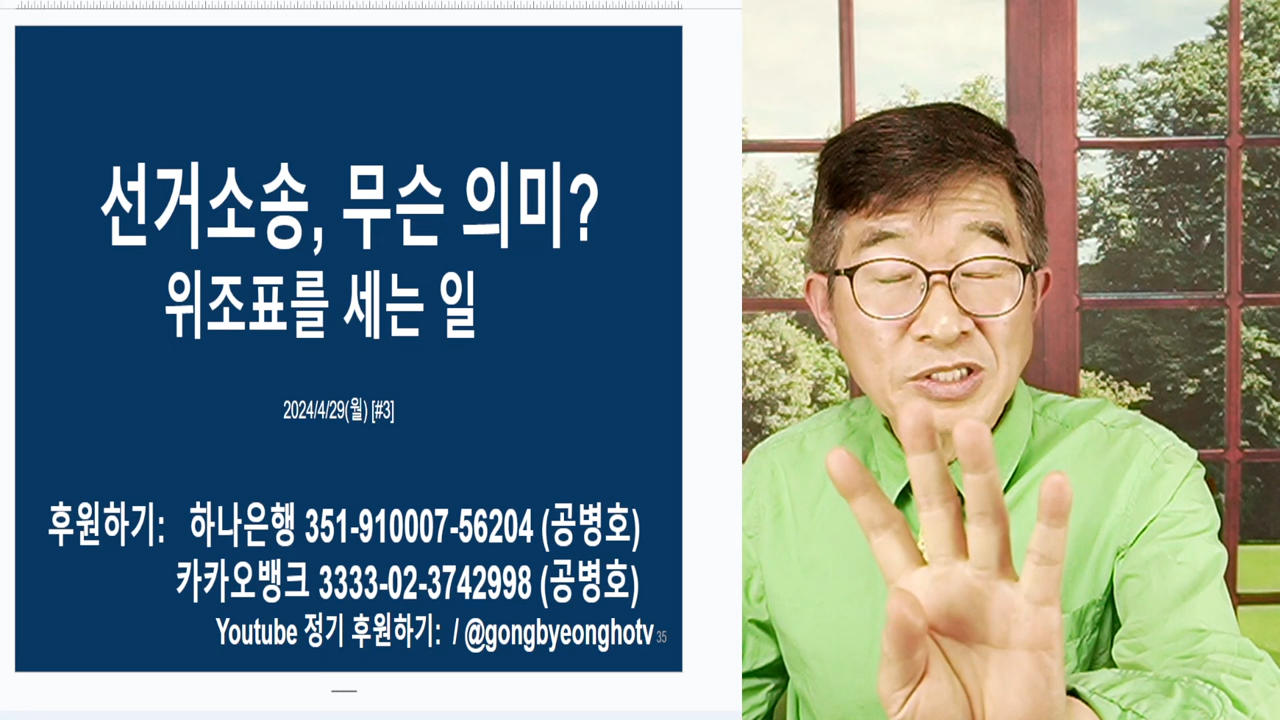 선거소송, 무슨 의미?
위조표를 세는 일
2024/4/29(월) [#3]
후원하기: 하나은행 351-910007-56204 (공병호)
카카오뱅크 3333-02-3742998 (공병호)
Youtube 정기 후원하기: / @gongbyeonghotv
35